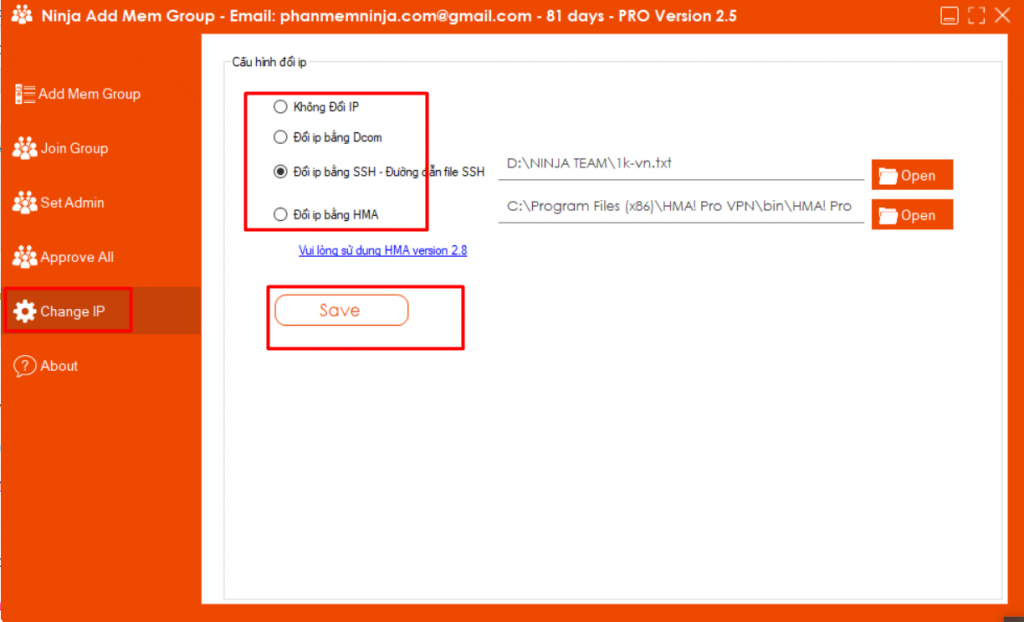 Ninja Add Mem Group - Email: phanmemninja.com@gmail.com - 81 days - PRO Version 2.5
Cấu hình đổi ip
Add Mem Group
Không Đổi IP
Đổi ip bằng Dcom
Join Group
Đổi ip bằng SSH - Đường dẫn file SSH
D:\NINJA TEAM\1k-vn.txt
Open
Set Admin
Đổi ip bằng HMA
C:\Program Files (x86)\HMA! Pro VPN\bin\HMA! Pro
Open
Vui lòng sử dụng HMA version 2.8
Approve All
Change IP
Save
? About